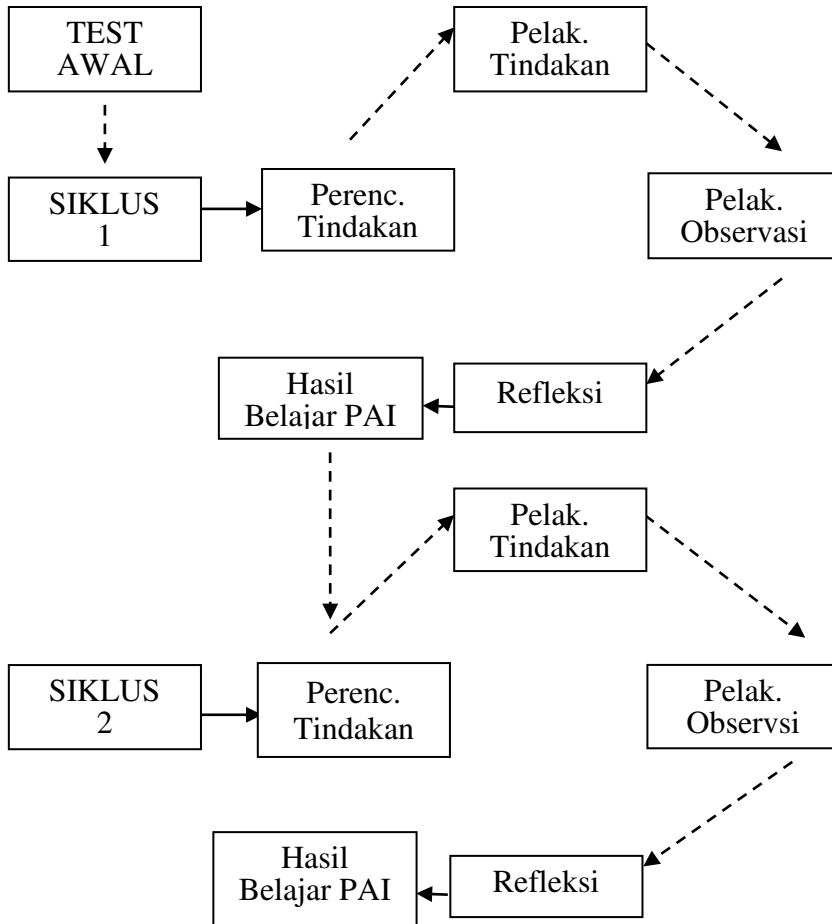 TEST
AWAL
Pelak.
Tindakan
SIKLUS
1
Perenc.
Tindakan
Pelak.
Observasi
Hasil
Belajar PAI
Refleksi
Pelak.
Tindakan
SIKLUS
2
Perenc.
Tindakan
Pelak.
Observsi
Hasil
Belajar PAI
Refleksi